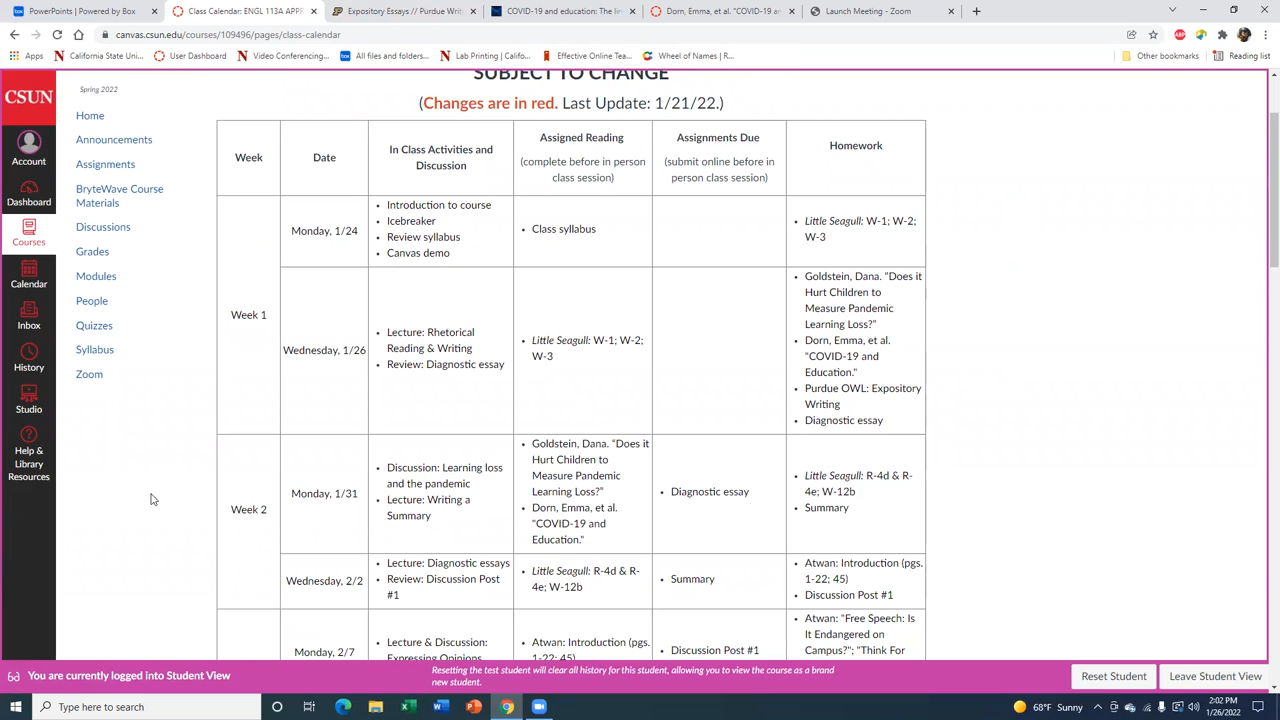 PowerPoints | Powered by Box
Class Calendar: ENGL 113A APPR
Expository Essays // Purdue Writi
COVID-19 and education: The lin
Dorn, Emma, et al. "COVID-19 a
Launch Meeting - Zoom
canvas.csun.edu/courses/109496/pages/class-calendar
Apps
California State Uni...
User Dashboard
Video Conferencing...
All files and folders...
Lab Printing | Califo...
Effective Online Tea...
Wheel of Names | R...
Other bookmarks
Reading list
CSUN
Account
Dashboard
Courses
Calendar
Inbox
History
Studio
Help &
Library
Resources
Spring 2022
Home
Announcements
Assignments
BryteWave Course
Materials
Discussions
Grades
Modules
People
Quizzes
Syllabus
Zoom
SUBJECT TO CHANGE
(Changes are in red. Last Update: 1/21/22.)
Week
Date
In Class Activities and
Discussion
Assigned Reading
(complete before in person
class session)
Assignments Due
(submit online before in
person class session)
Homework
Week 1
Monday, 1/24
• Introduction to course
• Icebreaker
• Review syllabus
• Canvas demo
• Class syllabus
• Little Seagull: W-1; W-2;
W-3
Wednesday, 1/26
• Lecture: Rhetorical
Reading & Writing
• Review: Diagnostic essay
• Little Seagull: W-1; W-2;
W-3
• Goldstein, Dana. “Does it
Hurt Children to
Measure Pandemic
Learning Loss?”
• Dorn, Emma, et al.
"COVID-19 and
Education."
• Purdue OWL: Expository
Writing
• Diagnostic essay
Week 2
Monday, 1/31
• Discussion: Learning loss
and the pandemic
• Lecture: Writing a
Summary
• Goldstein, Dana. “Does it
Hurt Children to
Measure Pandemic
Learning Loss?”
• Dorn, Emma, et al.
"COVID-19 and
Education."
• Diagnostic essay
• Little Seagull: R-4d & R-
4e; W-12b
• Summary
Wednesday, 2/2
• Lecture: Diagnostic essays
• Review: Discussion Post
#1
• Little Seagull: R-4d & R-
4e; W-12b
• Summary
• Atwan: Introduction (pgs.
1-22; 45)
• Discussion Post #1
Monday, 2/7
• Lecture & Discussion:
Expressing Opinions
• Atwan: Introduction (pgs.
1-22; 45)
• Discussion Post #1
• Atwan: "Free Speech: Is
It Endangered on
Campus?"; "Think For
You are currently logged into Student View
Resetting the test student will clear all history for this student, allowing you to view the course as a brand
new student.
Reset Student
Leave Student View
Type here to search
68°F Sunny
2:02 PM
1/26/2022